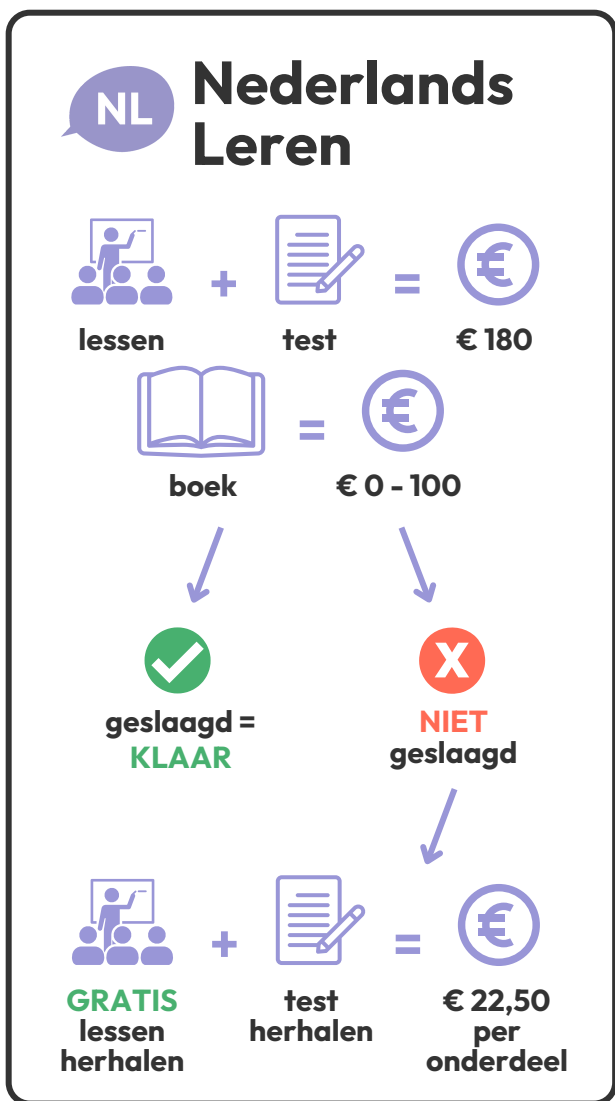 NL
Nederlands
Leren
+ =
lessen test € 180
=
boek € 0 - 100
geslaagd =
KLAAR
X
NIET
geslaagd
+ =
GRATIS
lessen
herhalen
test
herhalen
€ 22,50
per
onderdeel